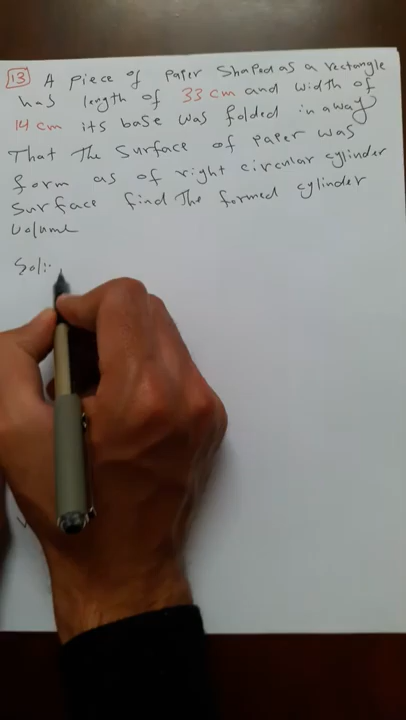 13 A Piece of Paper Shaped as a rectangle
has length of 33 cm and width of
14 cm its base was folded in away
That The Surface of paper was
form as of right circular cylinder
Surface find The formed cylinder
Volume
Sol: